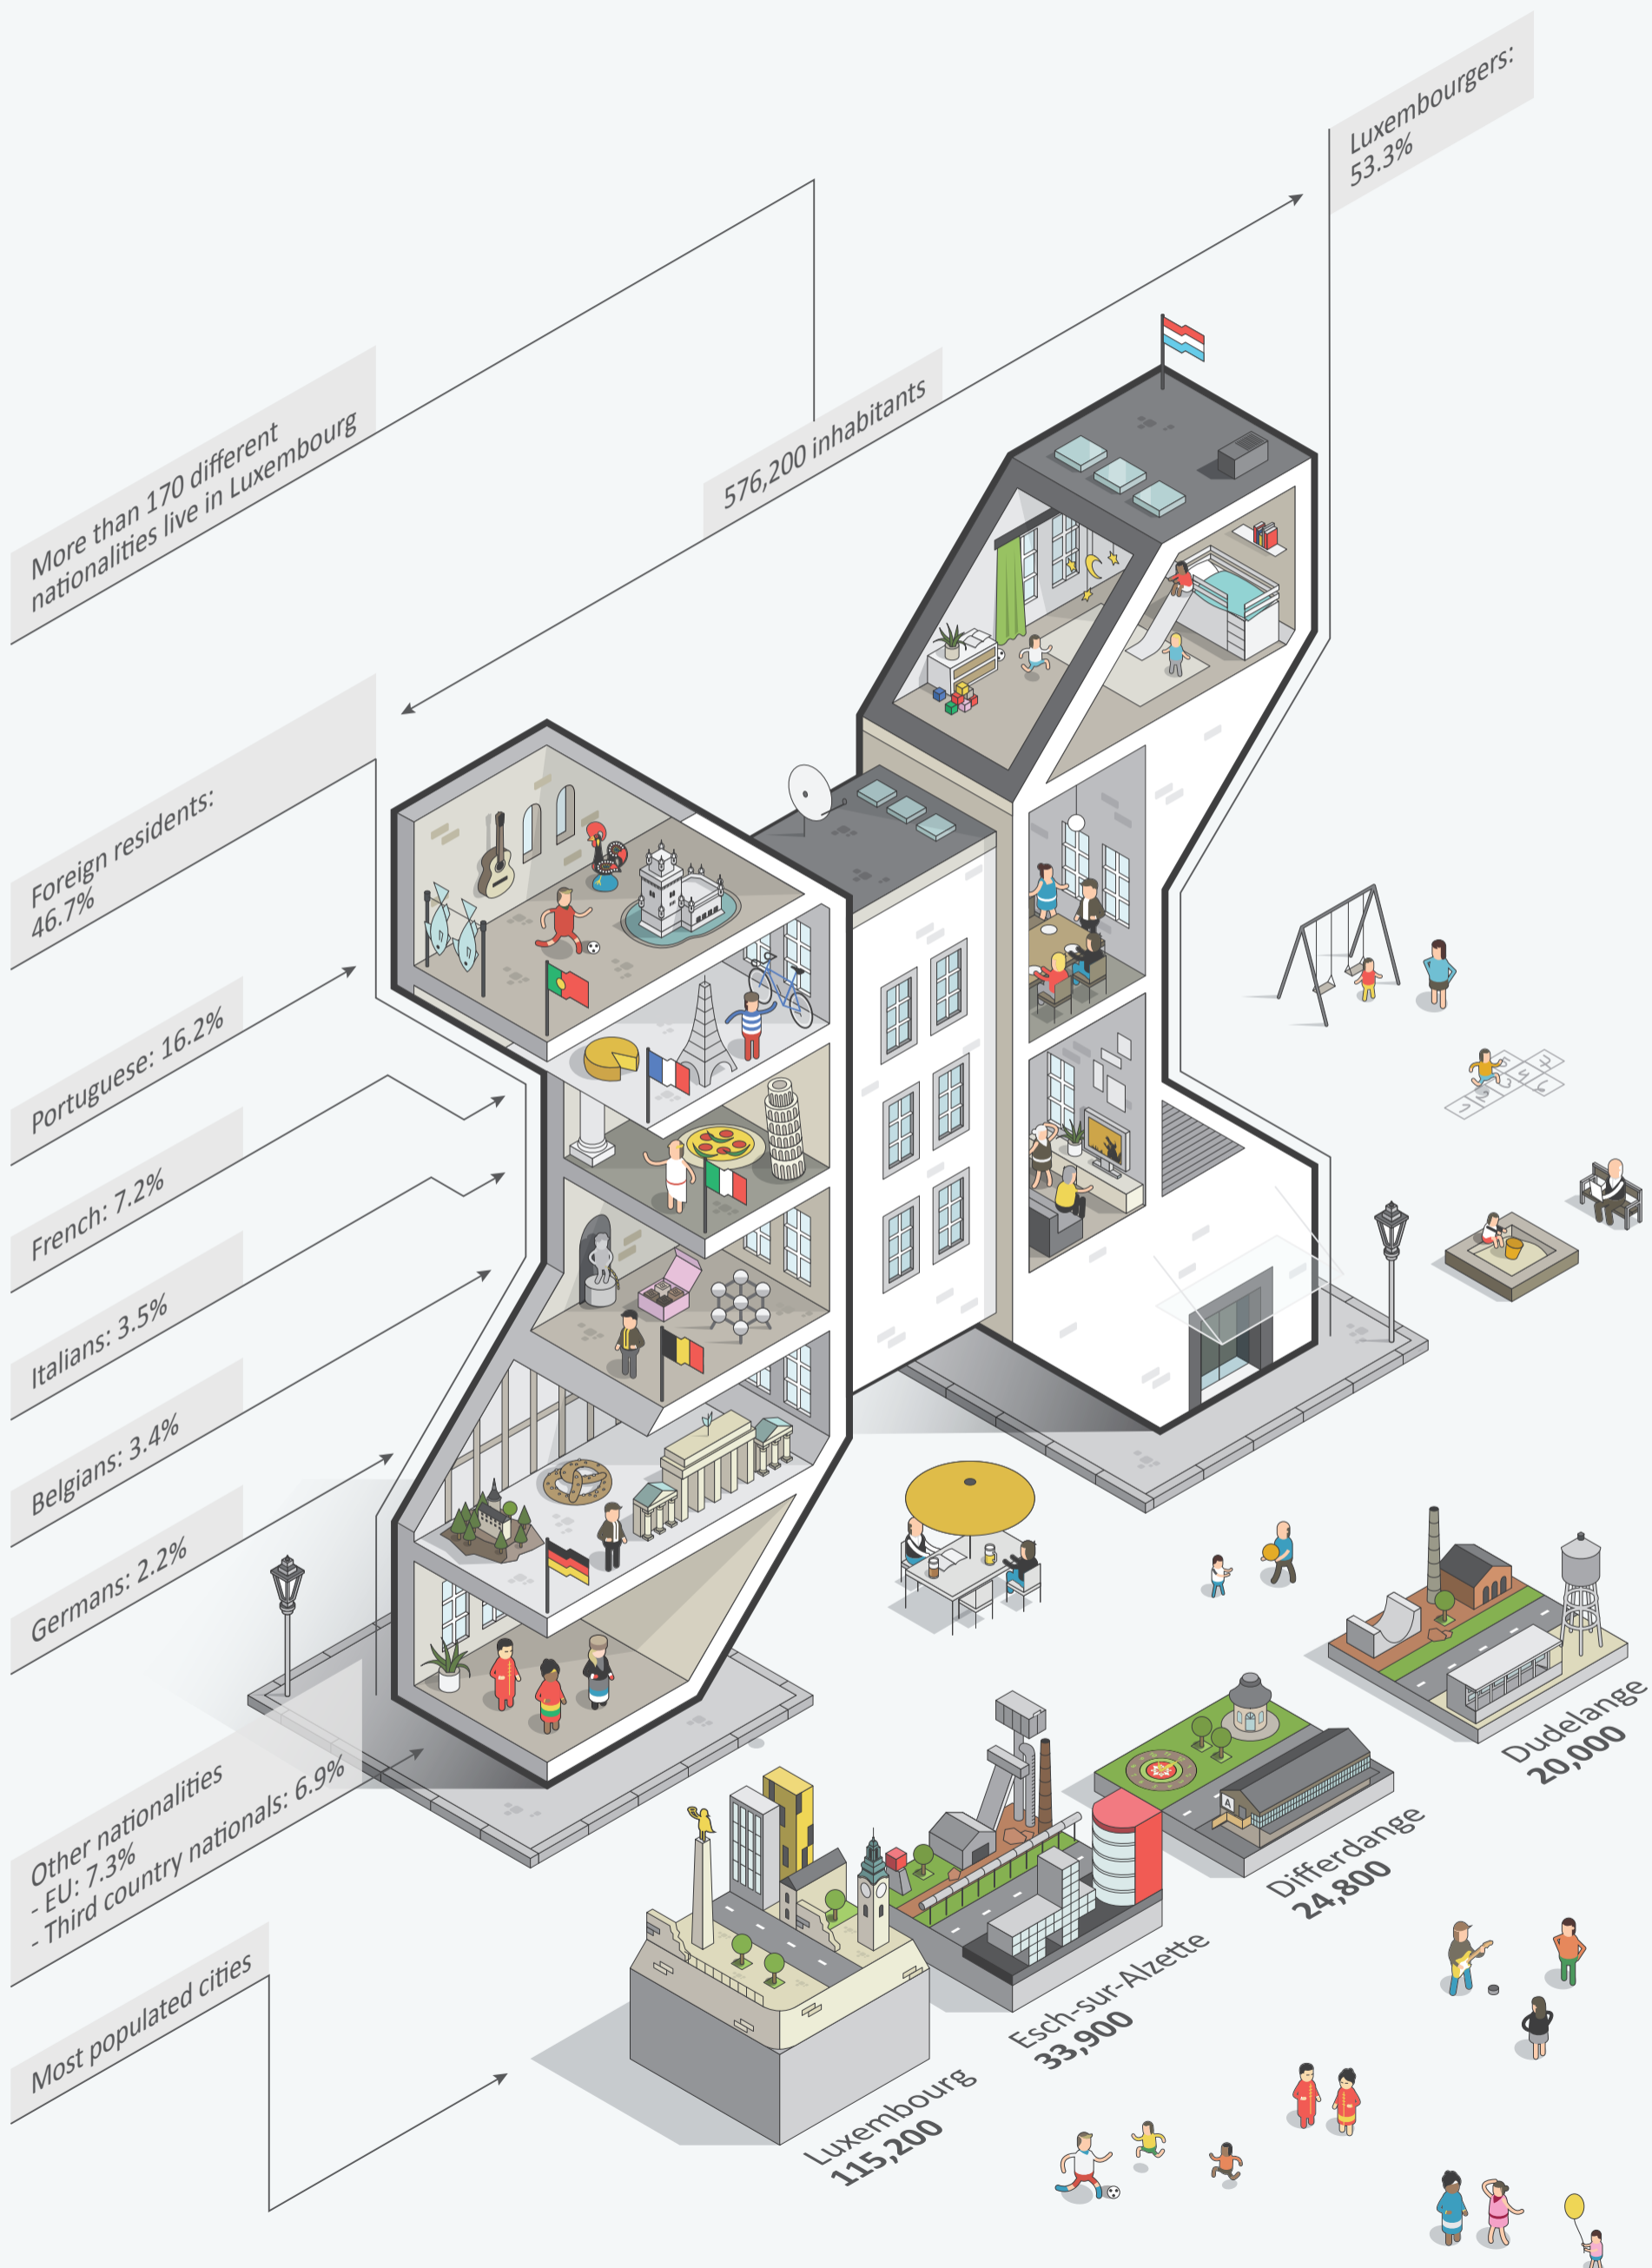 Luxembourgers:
53.3%
576,200 inhabitants
More than 170 different
nationalities live in Luxembourg
Foreign residents:
46.7%
Portuguese: 16.2%
French: 7.2%
Italians: 3.5%
Belgians: 3.4%
Germans: 2.2%
Other nationalities
- EU: 7.3%
- Third country nationals: 6.9%
Most populated cities
Luxembourg
115,200
Esch-sur-Alzette
33,900
Differdange
24,800
Dudelange
20,000
A